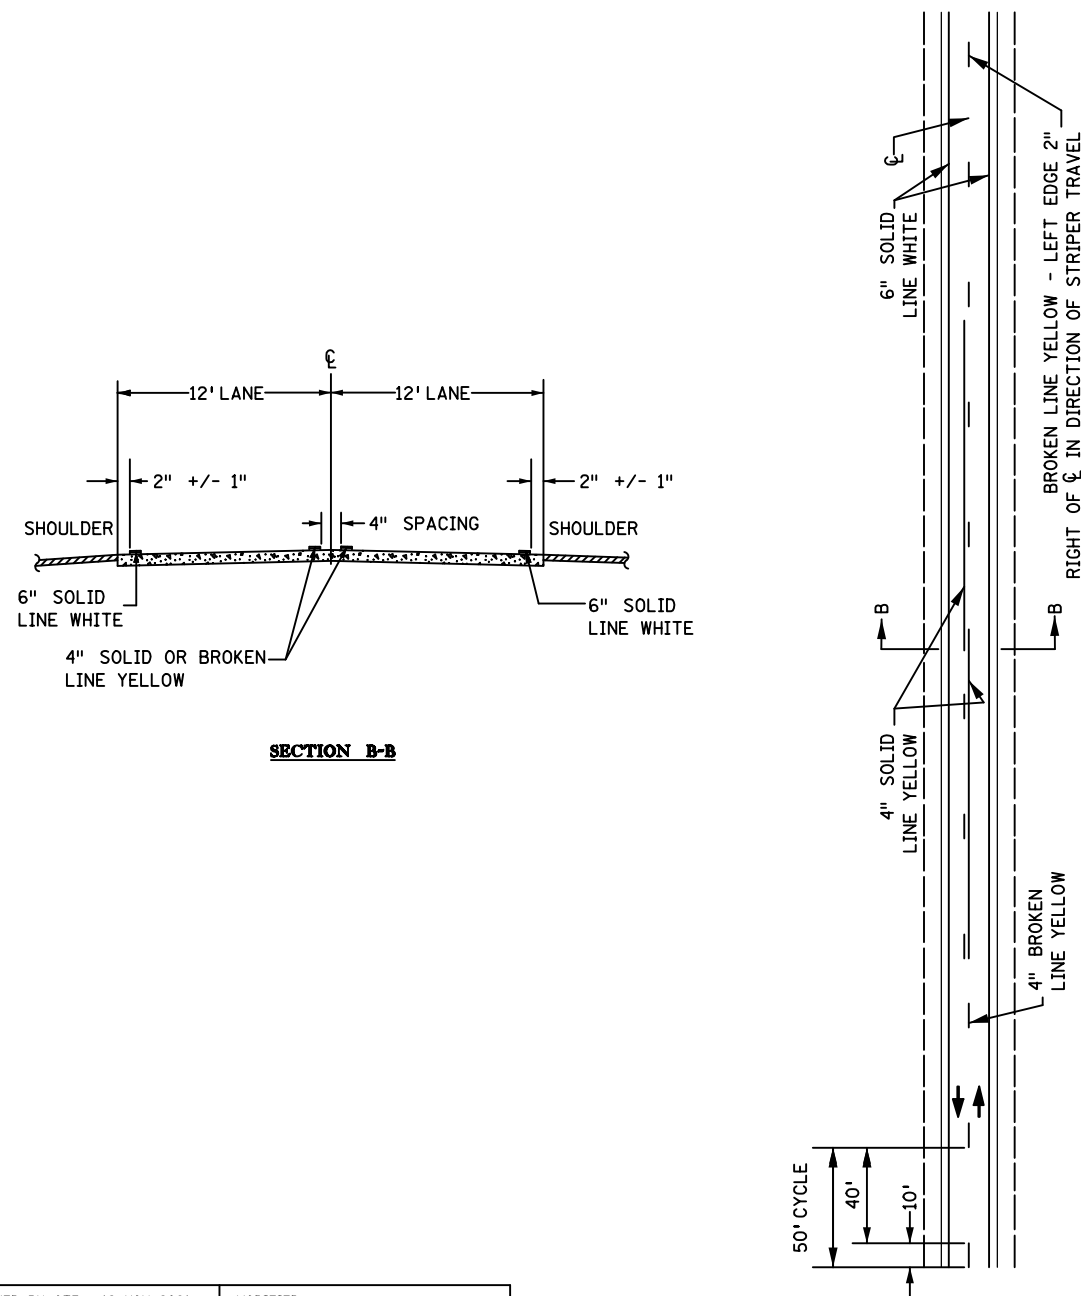 ℄
12' LANE
12' LANE
2" +/- 1"
2" +/- 1"
4" SPACING
SHOULDER
SHOULDER
6" SOLID
LINE WHITE
6" SOLID
LINE WHITE
4" SOLID OR BROKEN
LINE YELLOW
SECTION B-B
℄
6" SOLID
LINE WHITE
BROKEN LINE YELLOW - LEFT EDGE 2"
RIGHT OF ℄ IN DIRECTION OF STRIPER TRAVEL
B
B
4" SOLID
LINE YELLOW
4" BROKEN
LINE YELLOW
50' CYCLE
40'
10'